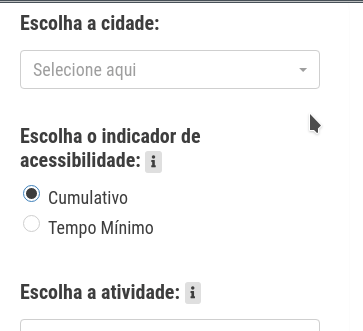 Escolha a cidade:
Selecione aqui
Escolha o indicador de
acessibilidade: i
Cumulativo
Tempo Mínimo
Escolha a atividade: i